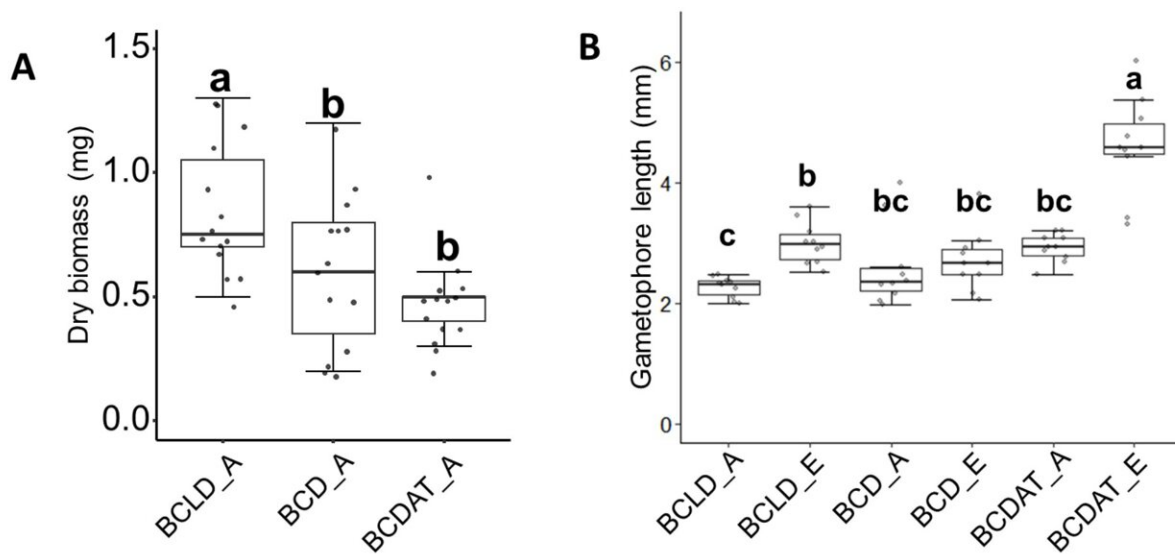 A
Dry biomass (mg)
1.5
1.0
0.5
0.0
a
b
b
BCLD_A
BCD_A
BCDAT_A
B
Gametophore length (mm)
6
4
2
0
c
b
bc
bc
bc
a
BCLD_A
BCLD_E
BCD_A
BCD_E
BCDAT_A
BCDAT_E